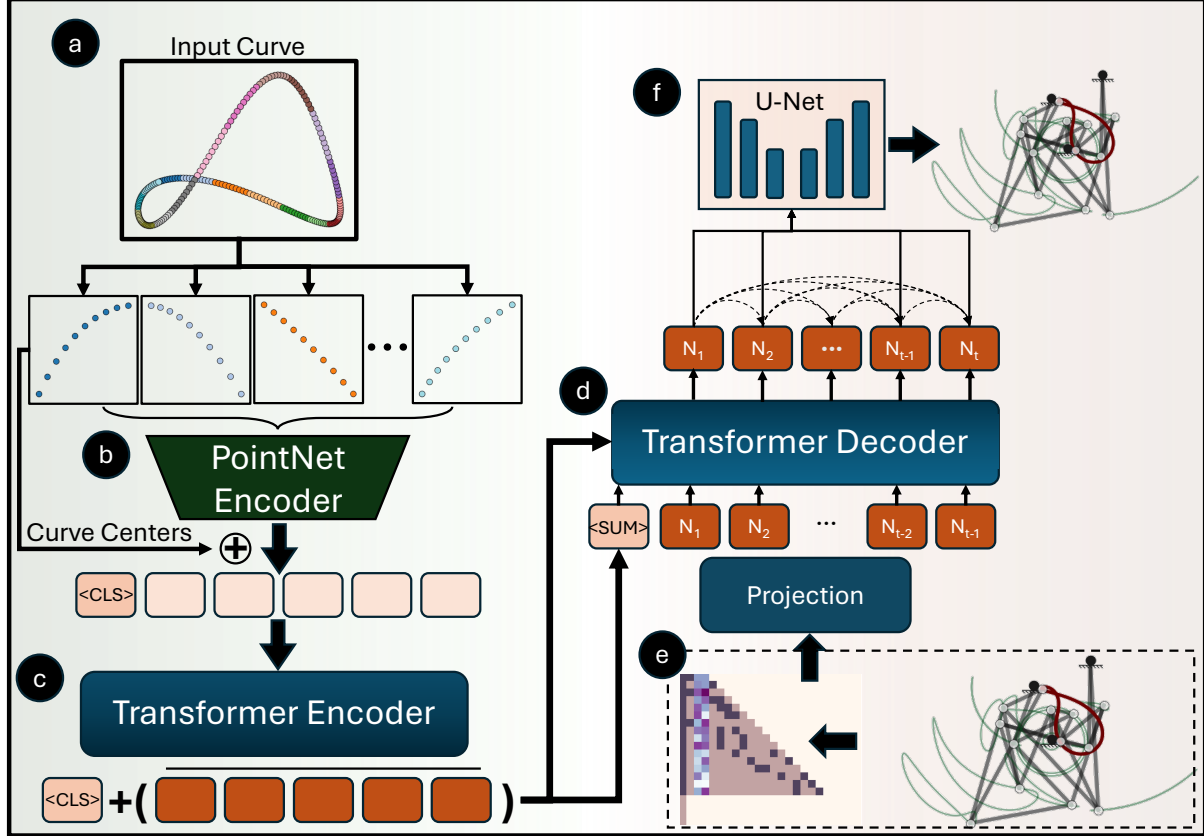 a
Input Curve
b
PointNet
Encoder
Curve Centers
<CLS>
c
Transformer Encoder
<CLS> +( )
f
U-Net
N₁ N₂ ... Nₜ₋₁ Nₜ
d
Transformer Decoder
<SUM> N₁ N₂ ... Nₜ₋₂ Nₜ₋₁
Projection
e